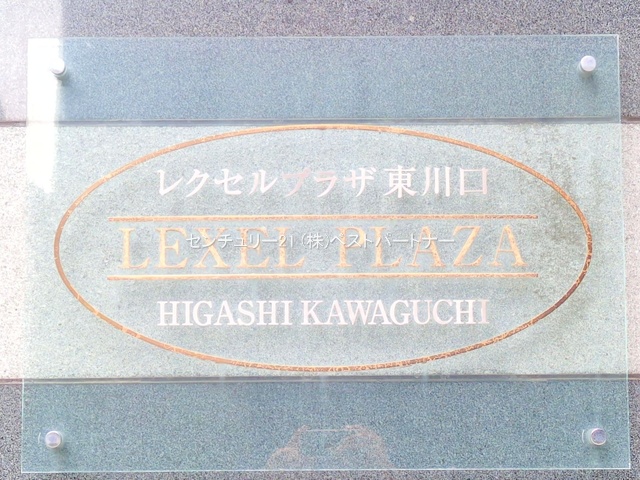 レクセルプラザ東川口
LEXEL PLAZA
センチュリー21 (株)ベストパートナー
HIGASHI KAWAGUCHI